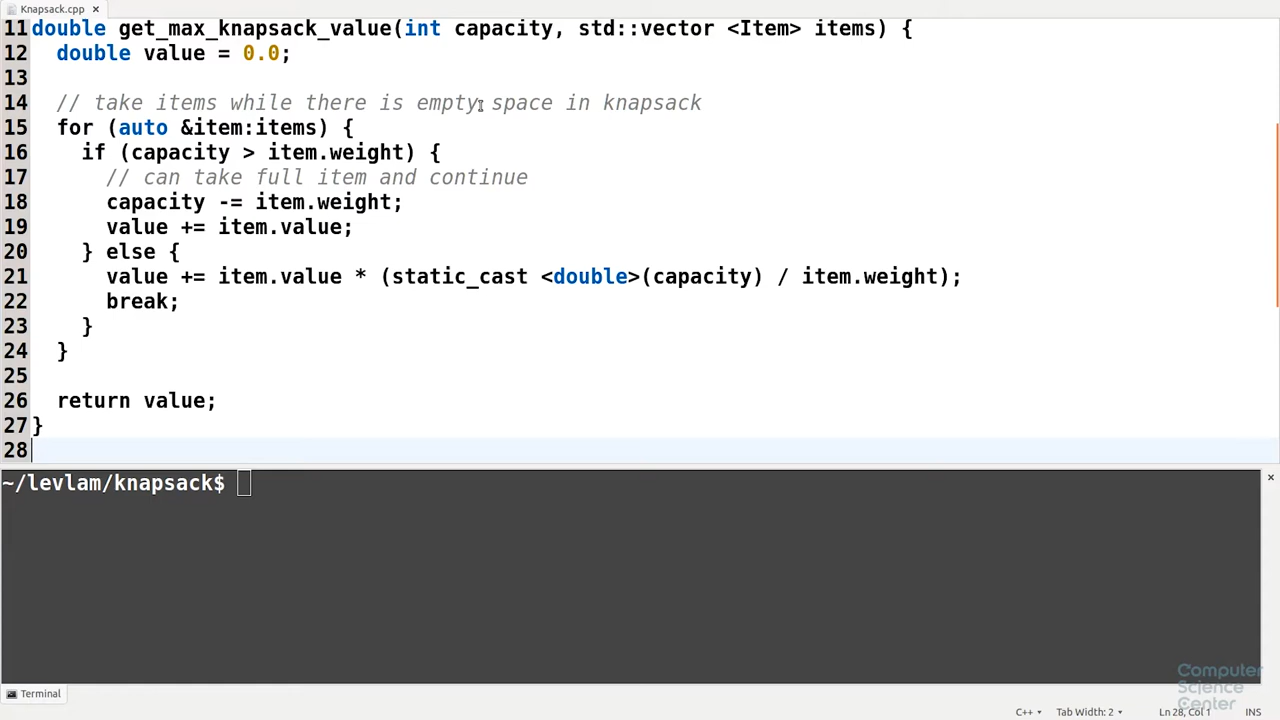 Knapsack.cpp ×
11 double get_max_knapsack_value(int capacity, std::vector <Item> items) {
12   double value = 0.0;
13
14   // take items while there is empty space in knapsack
15   for (auto &item:items) {
16     if (capacity > item.weight) {
17       // can take full item and continue
18       capacity -= item.weight;
19       value += item.value;
20     } else {
21       value += item.value * (static_cast <double>(capacity) / item.weight);
22       break;
23     }
24   }
25
26   return value;
27 }
28
~/levlam/knapsack$
×
Computer
Science
Center
Terminal
C++ Tab Width: 2 Ln 28, Col 1 INS